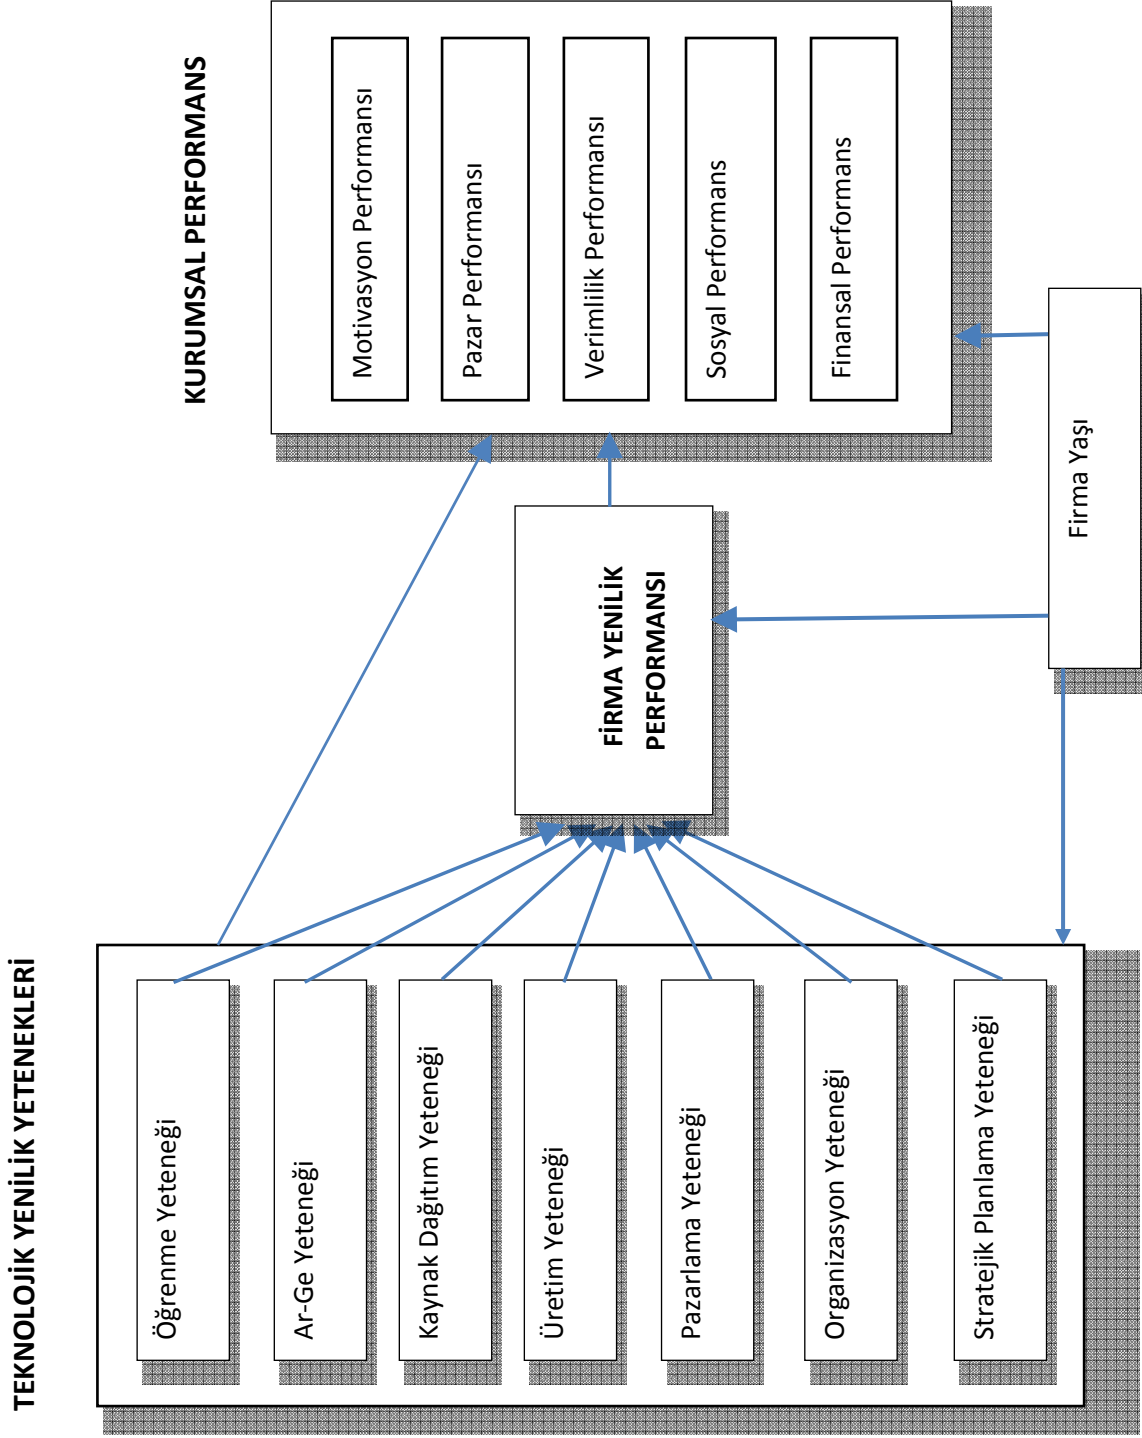 TEKNOLOJİK YENİLİK YETENEKLERİ
Öğrenme Yeteneği
Ar-Ge Yeteneği
Kaynak Dağıtım Yeteneği
Üretim Yeteneği
Pazarlama Yeteneği
Organizasyon Yeteneği
Stratejik Planlama Yeteneği
FİRMA YENİLİK
PERFORMANSI
KURUMSAL PERFORMANS
Motivasyon Performansı
Pazar Performansı
Verimlilik Performansı
Sosyal Performans
Finansal Performans
Firma Yaşı